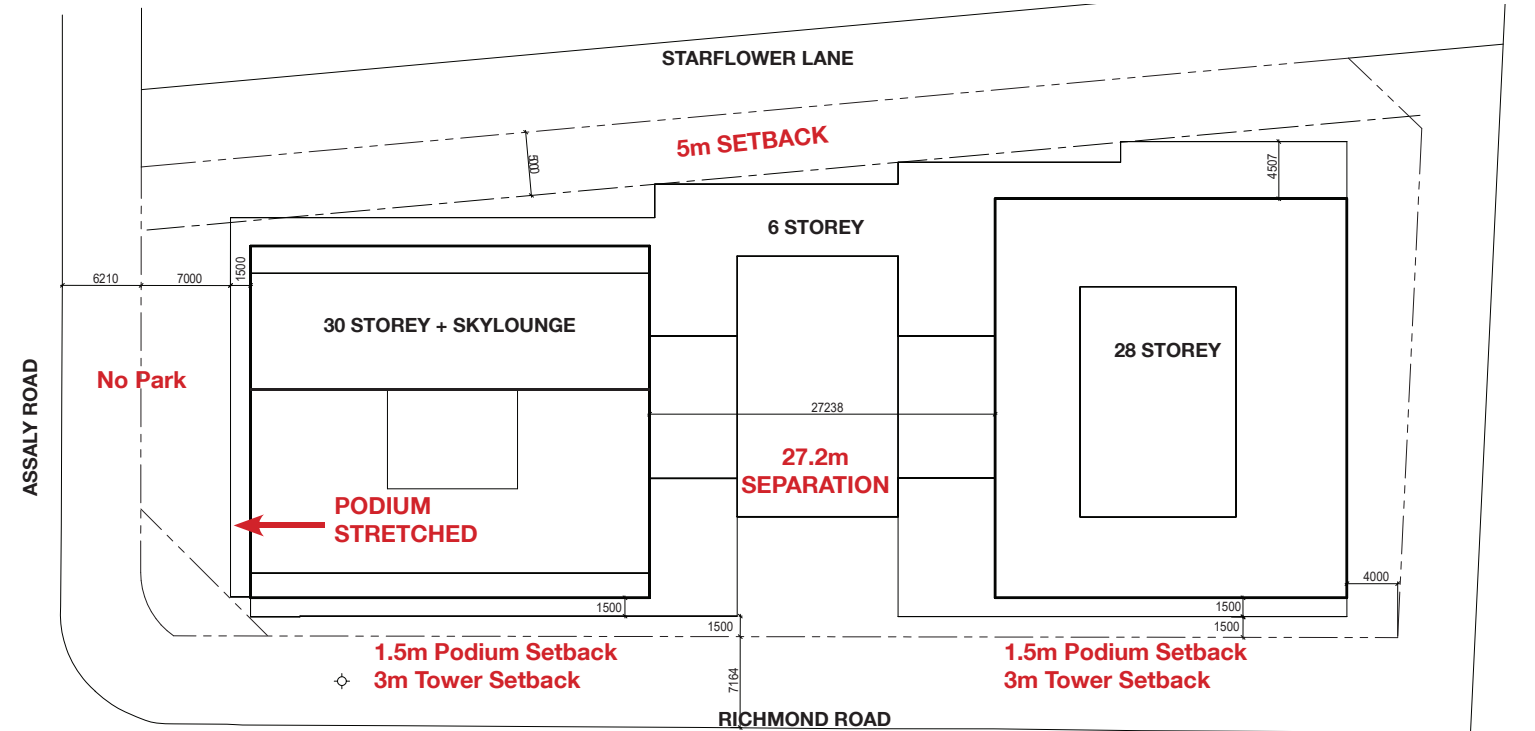 STARFLOWER LANE
5m SETBACK
5000
4507
6 STOREY
6210
7000
1500
30 STOREY + SKYLOUNGE
28 STOREY
ASSALY ROAD
No Park
27238
27.2m
SEPARATION
PODIUM
STRETCHED
4000
1500
1500
1500
1500
1.5m Podium Setback
3m Tower Setback
7164
1.5m Podium Setback
3m Tower Setback
RICHMOND ROAD